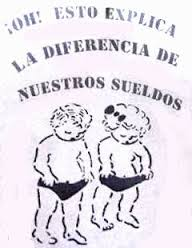 ¡OH! ESTO EXPLICA
LA DIFERENCIA DE
NUESTROS SUELDOS